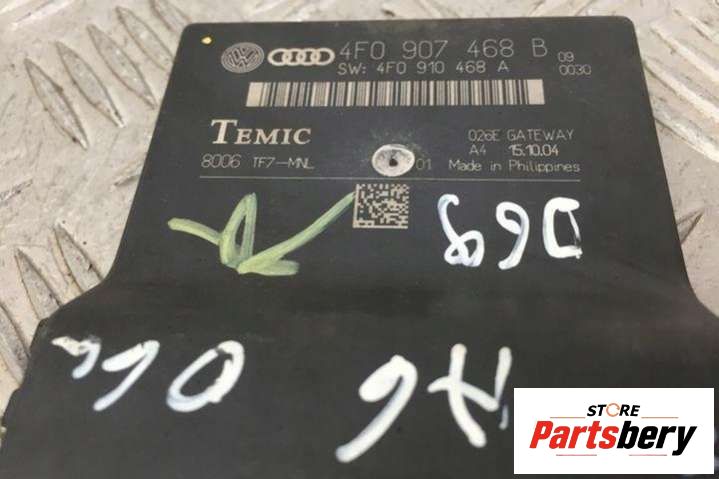 4F0 907 468 B 09
SW: 4F0 910 468 A 0030
TEMIC 026E GATEWAY
A4 15.10.04
8006 TF7-MNL 01 Made in Philippines
A6
STORE
Partsbery